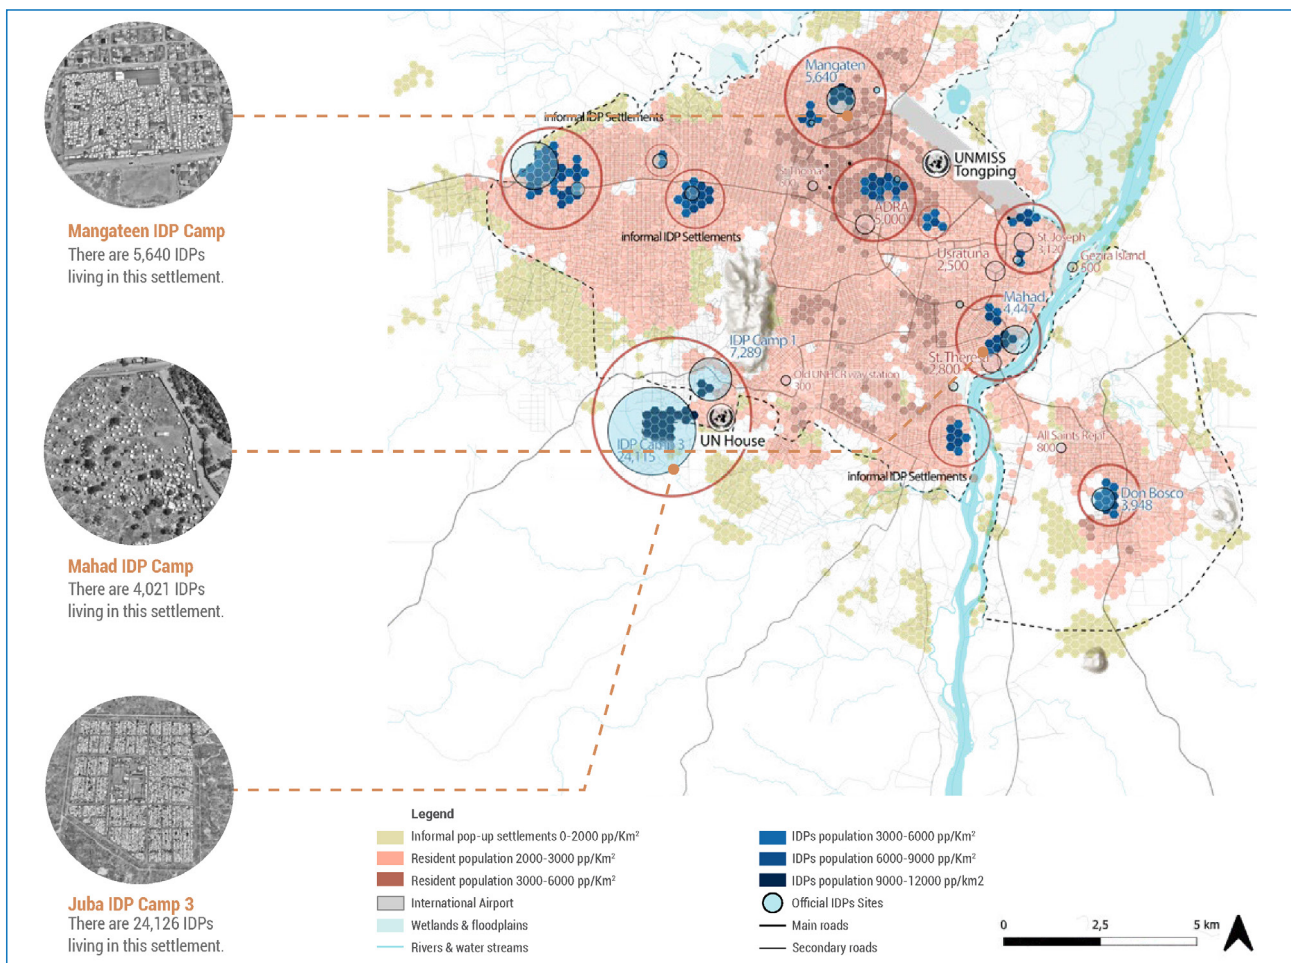 Mangateen IDP Camp
There are 5,640 IDPs
living in this settlement.
Mahad IDP Camp
There are 4,021 IDPs
living in this settlement.
Juba IDP Camp 3
There are 24,126 IDPs
living in this settlement.
Mangaten
5,640
informal IDP Settlements
UNMISS
Tongping
St. Thomas
800
ADRA
5,000
informal IDP Settlements
St. Joseph
3,120
Usratuna
2,500
Gezira Island
800
Mahad
4,447
IDP Camp 1
7,289
St. Theresa
2,800
Old UNHCR way station
300
IDP Camp 3
24,115
UN House
All Saints Rejaf
800
informal IDP Settlements
Don Bosco
3,948
Legend
Informal pop-up settlements 0-2000 pp/Km²
Resident population 2000-3000 pp/Km²
Resident population 3000-6000 pp/Km²
International Airport
Wetlands & floodplains
Rivers & water streams
IDPs population 3000-6000 pp/Km²
IDPs population 6000-9000 pp/Km²
IDPs population 9000-12000 pp/km2
Official IDPs Sites
Main roads
Secondary roads
0 2,5 5 km